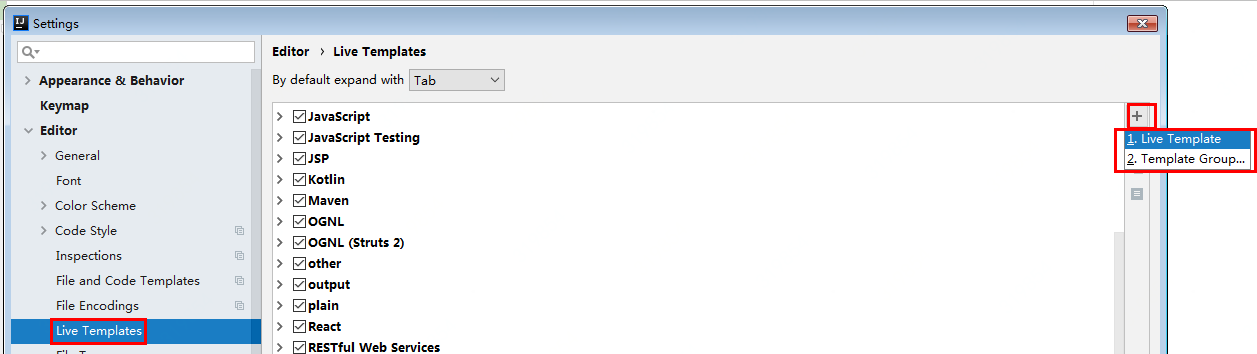 IJ Settings
Appearance & Behavior
Keymap
Editor
General
Font
Color Scheme
Code Style
Inspections
File and Code Templates
File Encodings
Live Templates
Editor › Live Templates
By default expand with Tab
JavaScript
JavaScript Testing
JSP
Kotlin
Maven
OGNL
OGNL (Struts 2)
other
output
plain
React
RESTful Web Services
1. Live Template
2. Template Group...